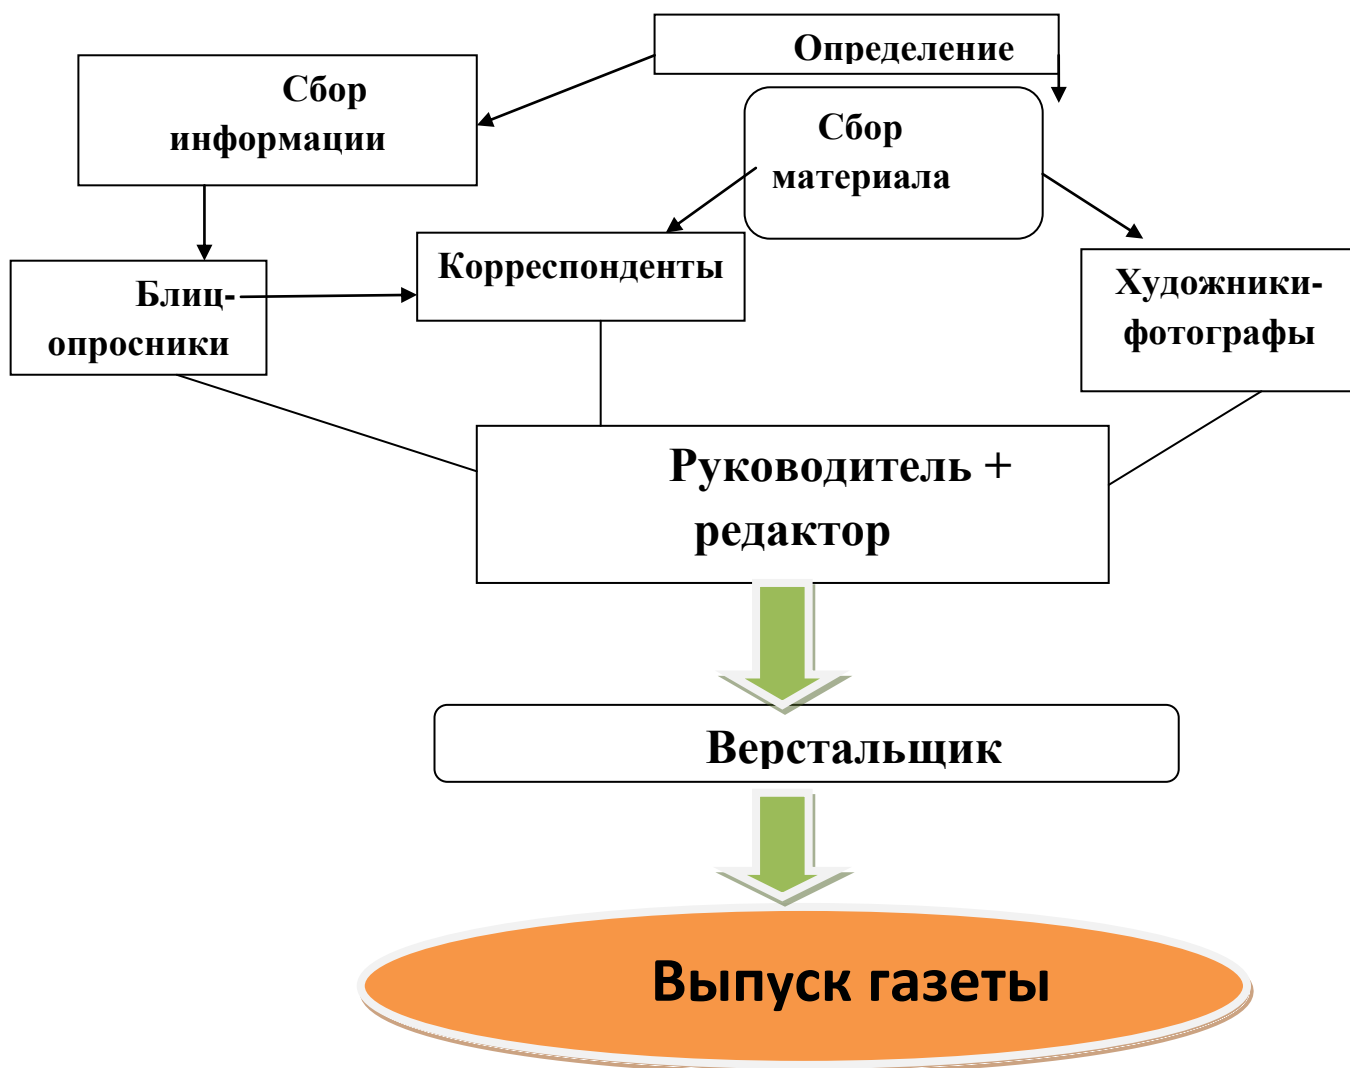 Определение
Сбор
информации
Сбор
материала
Корреспонденты
Блиц-
опросники
Художники-
фотографы
Руководитель +
редактор
Верстальщик
Выпуск газеты